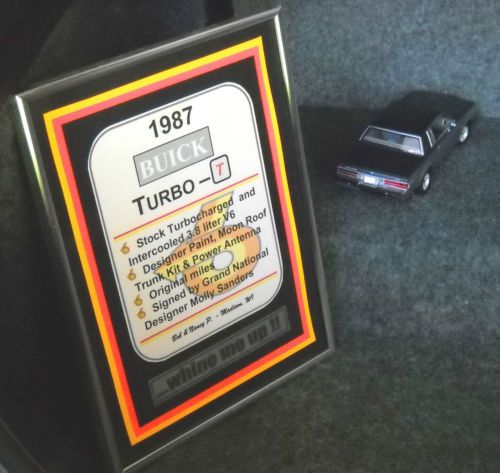 1987
BUICK
TURBO – T
Stock Turbocharged and
Intercooled 3.8 liter V6
Designer Paint, Moon Roof
Trunk Kit & Power Antenna
Original miles
Signed by Grand National
Designer Molly Sanders
Bob & Nancy P. - Madison, WI
...whine me up !!